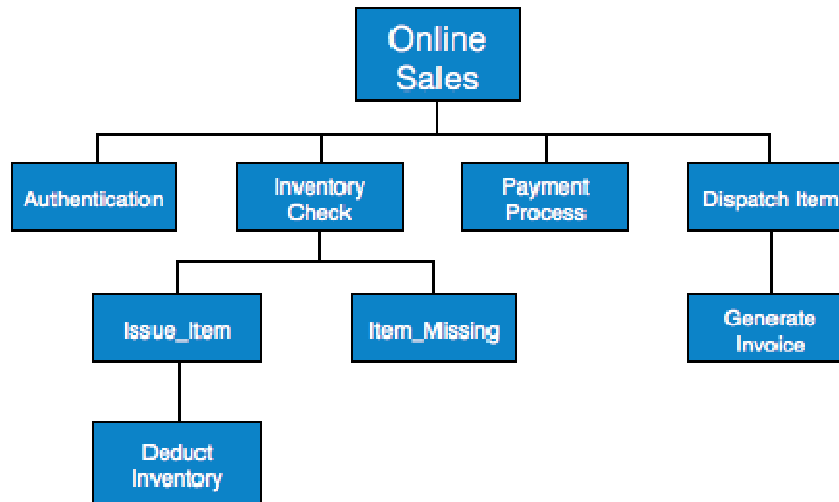 Online
Sales
Authentication
Inventory
Check
Payment
Process
Dispatch Item
Issue_Item
Item_Missing
Generate
Invoice
Deduct
Inventory